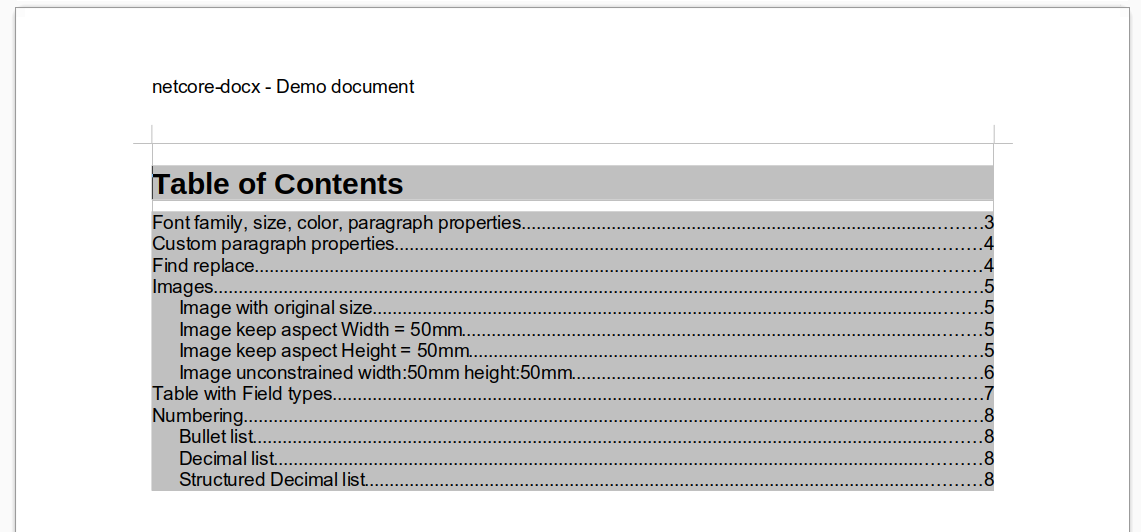 netcore-docx - Demo document
Table of Contents
Font family, size, color, paragraph properties....................................................................................3
Custom paragraph properties....................................................................................4
Find replace....................................................................................4
Images....................................................................................5
Image with original size....................................................................................5
Image keep aspect Width = 50mm....................................................................................5
Image keep aspect Height = 50mm....................................................................................5
Image unconstrained width:50mm height:50mm....................................................................................6
Table with Field types....................................................................................7
Numbering....................................................................................8
Bullet list....................................................................................8
Decimal list....................................................................................8
Structured Decimal list....................................................................................8